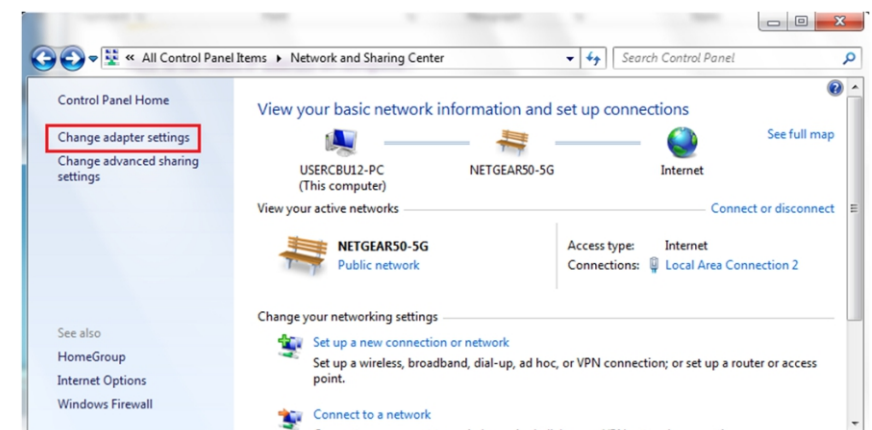 « All Control Panel Items ▸ Network and Sharing Center
Search Control Panel
Control Panel Home
Change adapter settings
Change advanced sharing
settings
See also
HomeGroup
Internet Options
Windows Firewall
View your basic network information and set up connections
See full map
USERCBU12-PC
(This computer)
NETGEAR50-5G
Internet
View your active networks
Connect or disconnect
NETGEAR50-5G
Public network
Access type: Internet
Connections: Local Area Connection 2
Change your networking settings
Set up a new connection or network
Set up a wireless, broadband, dial-up, ad hoc, or VPN connection; or set up a router or access
point.
Connect to a network